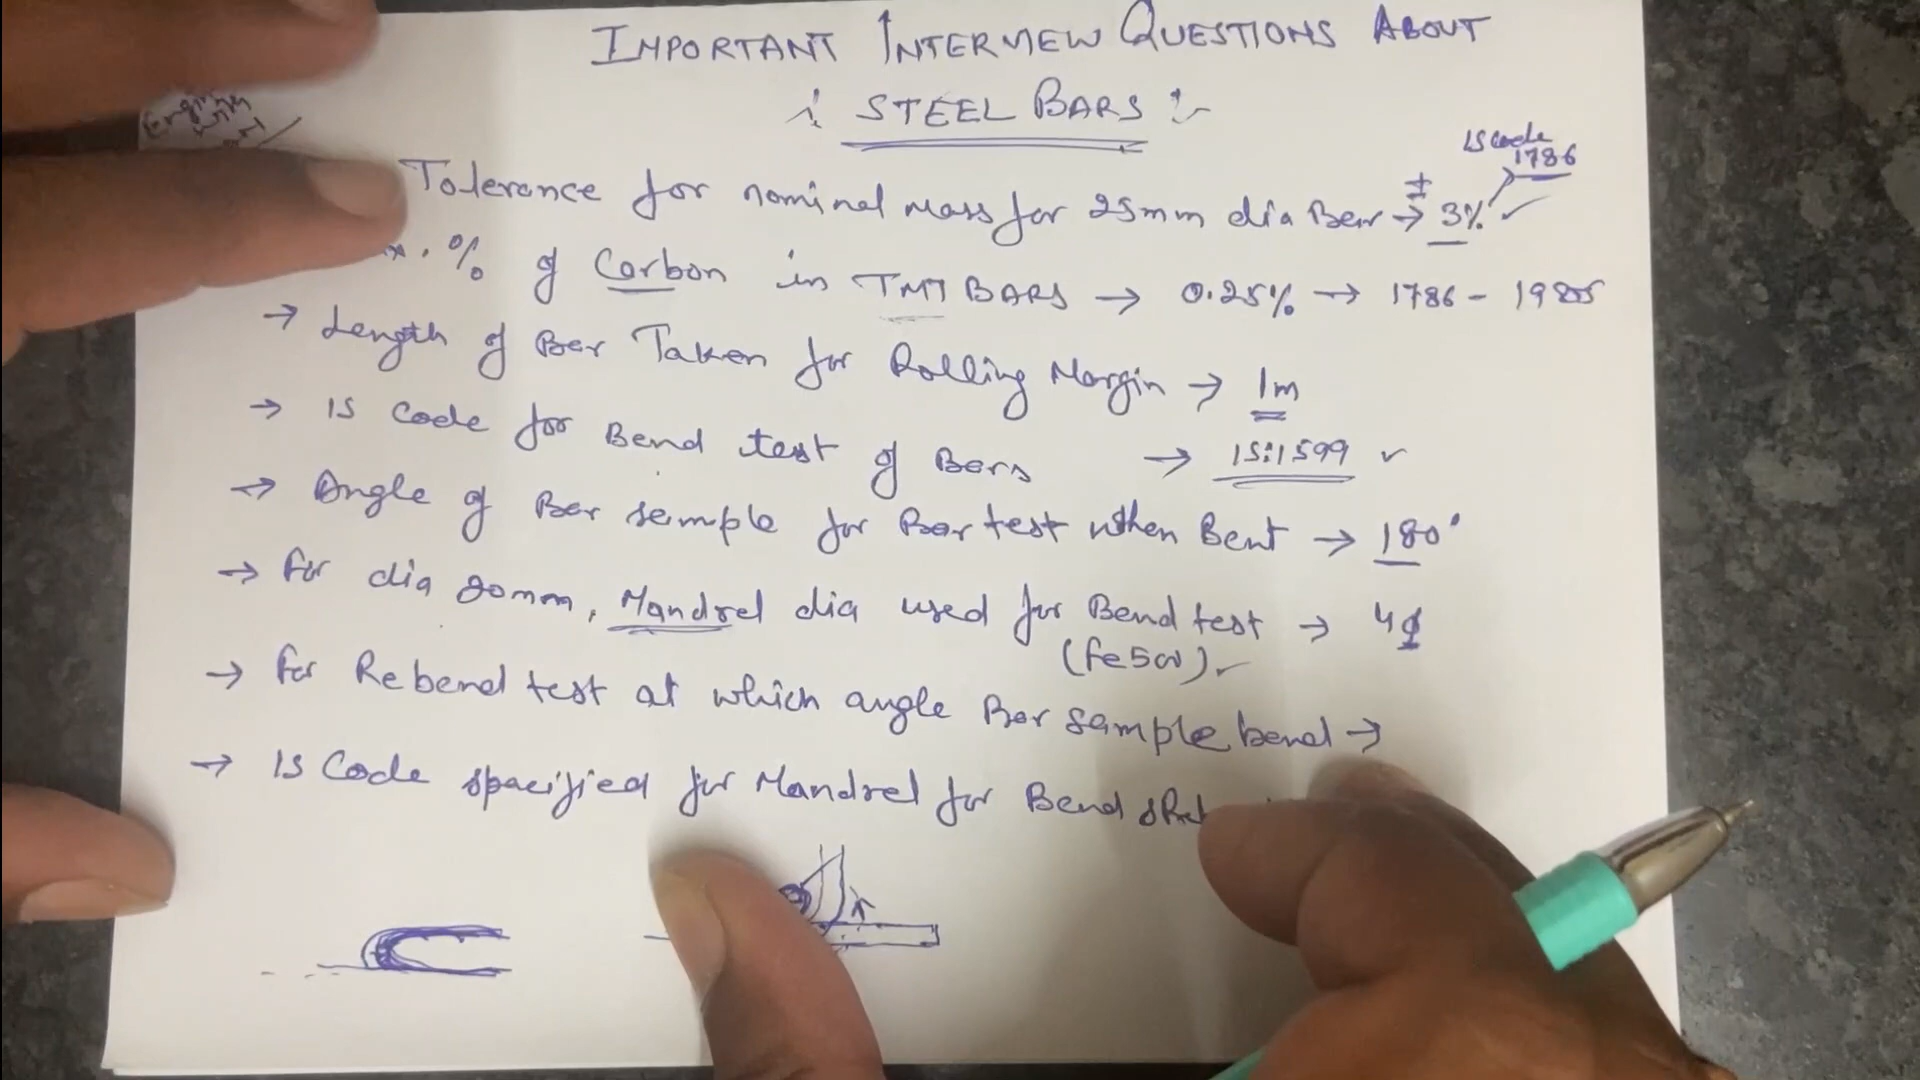 IMPORTANT INTERVIEW QUESTIONS ABOUT
STEEL BARS :-
IS code
1786
Tolerance for nominal mass for 25mm dia Bar → ± 3% ✓
% of Carbon in TMT BARS → 0.25% → 1786 -
→ Length of Bar Taken for Rolling Margin → 1m
→ IS Code for Bend test of Bars → IS:1599 ✓
→ Angle of Bar sample for Bar test when Bent → 180°
→ for dia 20mm, Mandrel dia used for Bend test → 4φ
(fe500) ✓
→ for Rebend test at which angle Bar sample bend →
→ IS Code specified for Mandrel for Bend &